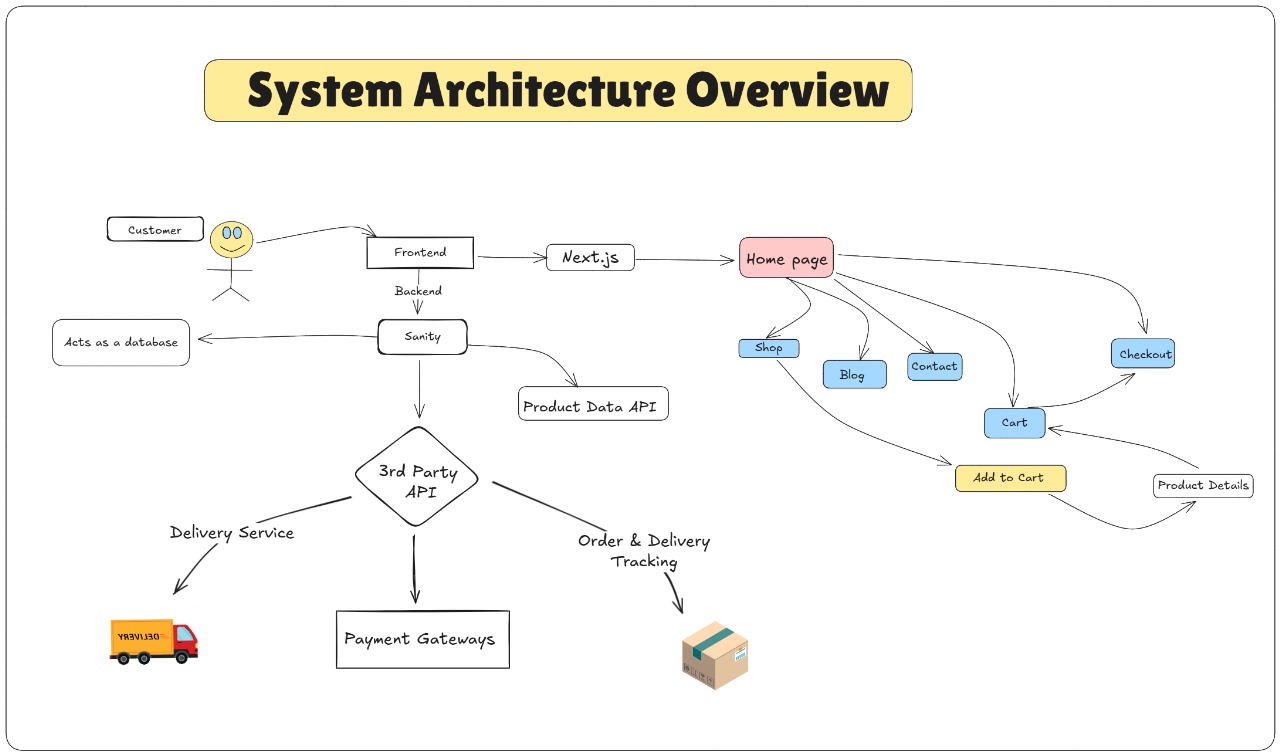 System Architecture Overview
Customer
Frontend
Next.js
Home page
Backend
Sanity
Acts as a database
Product Data API
Shop
Blog
Contact
Checkout
Cart
Add to Cart
Product Details
3rd Party
API
Delivery Service
Order & Delivery
Tracking
DELIVERY
Payment Gateways